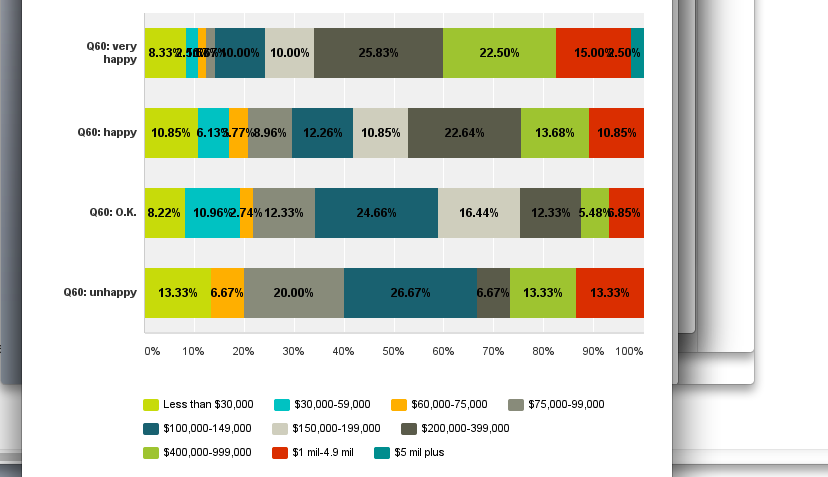 Q60: very
happy
8.33% 10.00% 10.00% 25.83% 22.50% 15.00% 2.50%
Q60: happy
10.85% 6.13% 3.77% 8.96% 12.26% 10.85% 22.64% 13.68% 10.85%
Q60: O.K.
8.22% 10.96% 2.74% 12.33% 24.66% 16.44% 12.33% 5.48% 6.85%
Q60: unhappy
13.33% 6.67% 20.00% 26.67% 6.67% 13.33% 13.33%
0% 10% 20% 30% 40% 50% 60% 70% 80% 90% 100%
Less than $30,000 $30,000-59,000 $60,000-75,000 $75,000-99,000
$100,000-149,000 $150,000-199,000 $200,000-399,000
$400,000-999,000 $1 mil-4.9 mil $5 mil plus